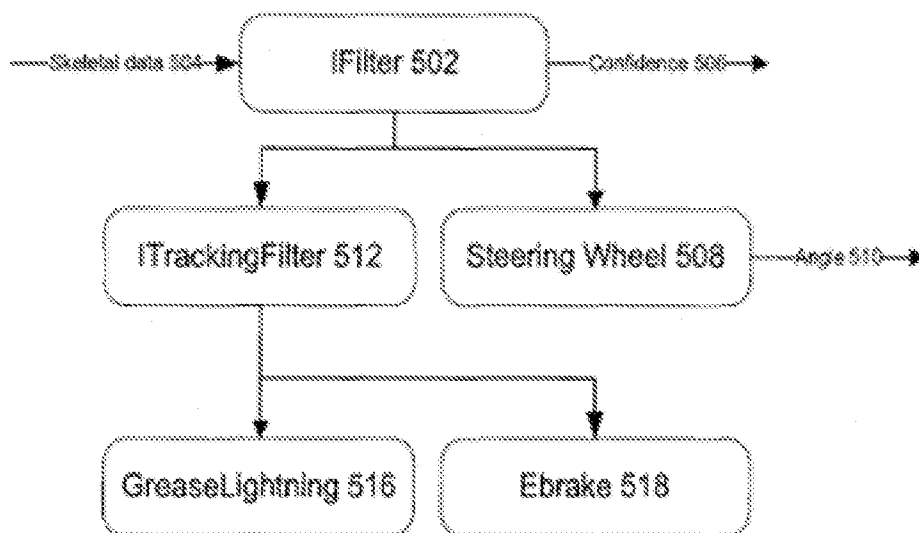 Skeletal data 504
IFilter 502
Confidence 506
ITrackingFilter 512
Steering Wheel 508
Angle 510
GreaseLightning 516
Ebrake 518